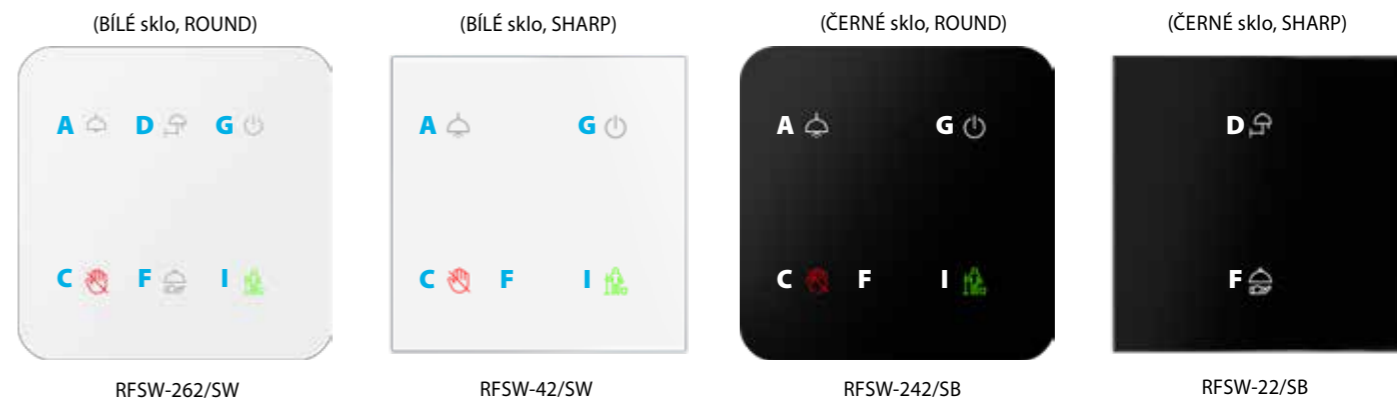 (BÍLÉ sklo, ROUND)
(BÍLÉ sklo, SHARP)
(ČERNÉ sklo, ROUND)
(ČERNÉ sklo, SHARP)
A D G
A G
A G
D
C F I
C F I
C F I
F
RFSW-262/SW
RFSW-42/SW
RFSW-242/SB
RFSW-22/SB